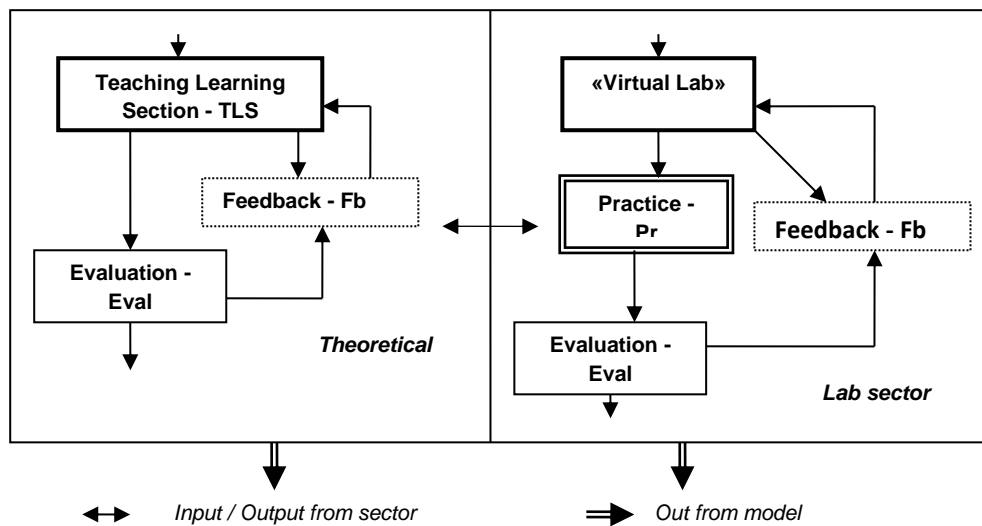 Teaching Learning
Section - TLS
Feedback - Fb
Evaluation -
Eval
Theoretical
«Virtual Lab»
Practice -
Pr
Feedback - Fb
Evaluation -
Eval
Lab sector
Input / Output from sector
Out from model